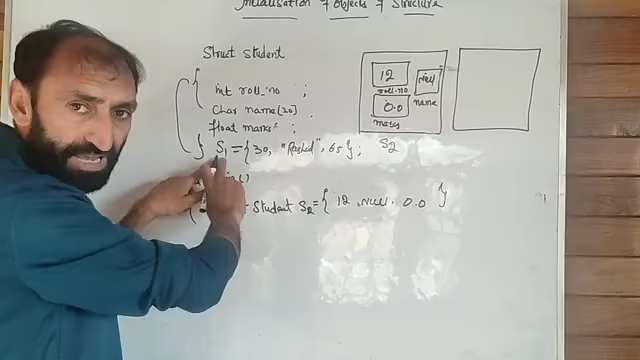 Initialisation of Objects of Structure
Struct student
{
int roll.no ;
char name[20] ;
float marks ;
} S1 = { 30, "Rashid", 65 } ;
Student S2 = { 12 . null . 0.0 }
12
roll.no
null
name
0.0
marks
S2